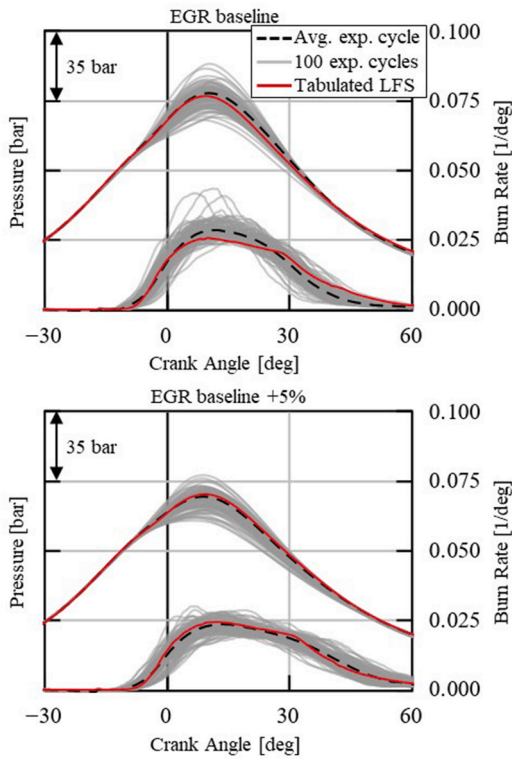 EGR baseline
Avg. exp. cycle
100 exp. cycles
Tabulated LFS
35 bar
0.100
0.075
0.050
0.025
0.000
Pressure [bar]
Burn Rate [1/deg]
−30
0
30
60
Crank Angle [deg]
EGR baseline +5%
35 bar
0.100
0.075
0.050
0.025
0.000
Pressure [bar]
Burn Rate [1/deg]
−30
0
30
60
Crank Angle [deg]